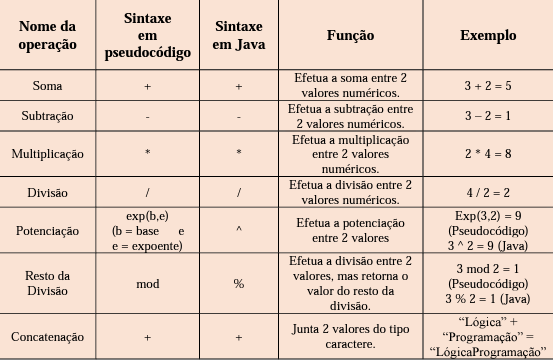 Nome da
operação
Sintaxe
em
pseudocódigo
Sintaxe
em Java
Função
Exemplo
Soma
+
+
Efetua a soma entre 2
valores numéricos.
3 + 2 = 5
Subtração
-
-
Efetua a subtração entre
2 valores numéricos.
3 – 2 = 1
Multiplicação
*
*
Efetua a multiplicação
entre 2 valores
numéricos.
2 * 4 = 8
Divisão
/
/
Efetua a divisão entre 2
valores numéricos.
4 / 2 = 2
Potenciação
exp(b,e)
(b = base e
e = expoente)
^
Efetua a potenciação
entre 2 valores
Exp(3,2) = 9
(Pseudocódigo)
3 ^ 2 = 9 (Java)
Resto da
Divisão
mod
%
Efetua a divisão entre 2
valores, mas retorna o
valor do resto da
divisão.
3 mod 2 = 1
(Pseudocódigo)
3 % 2 = 1 (Java)
Concatenação
+
+
Junta 2 valores do tipo
caractere.
“Lógica” +
“Programação” =
“LógicaProgramação”